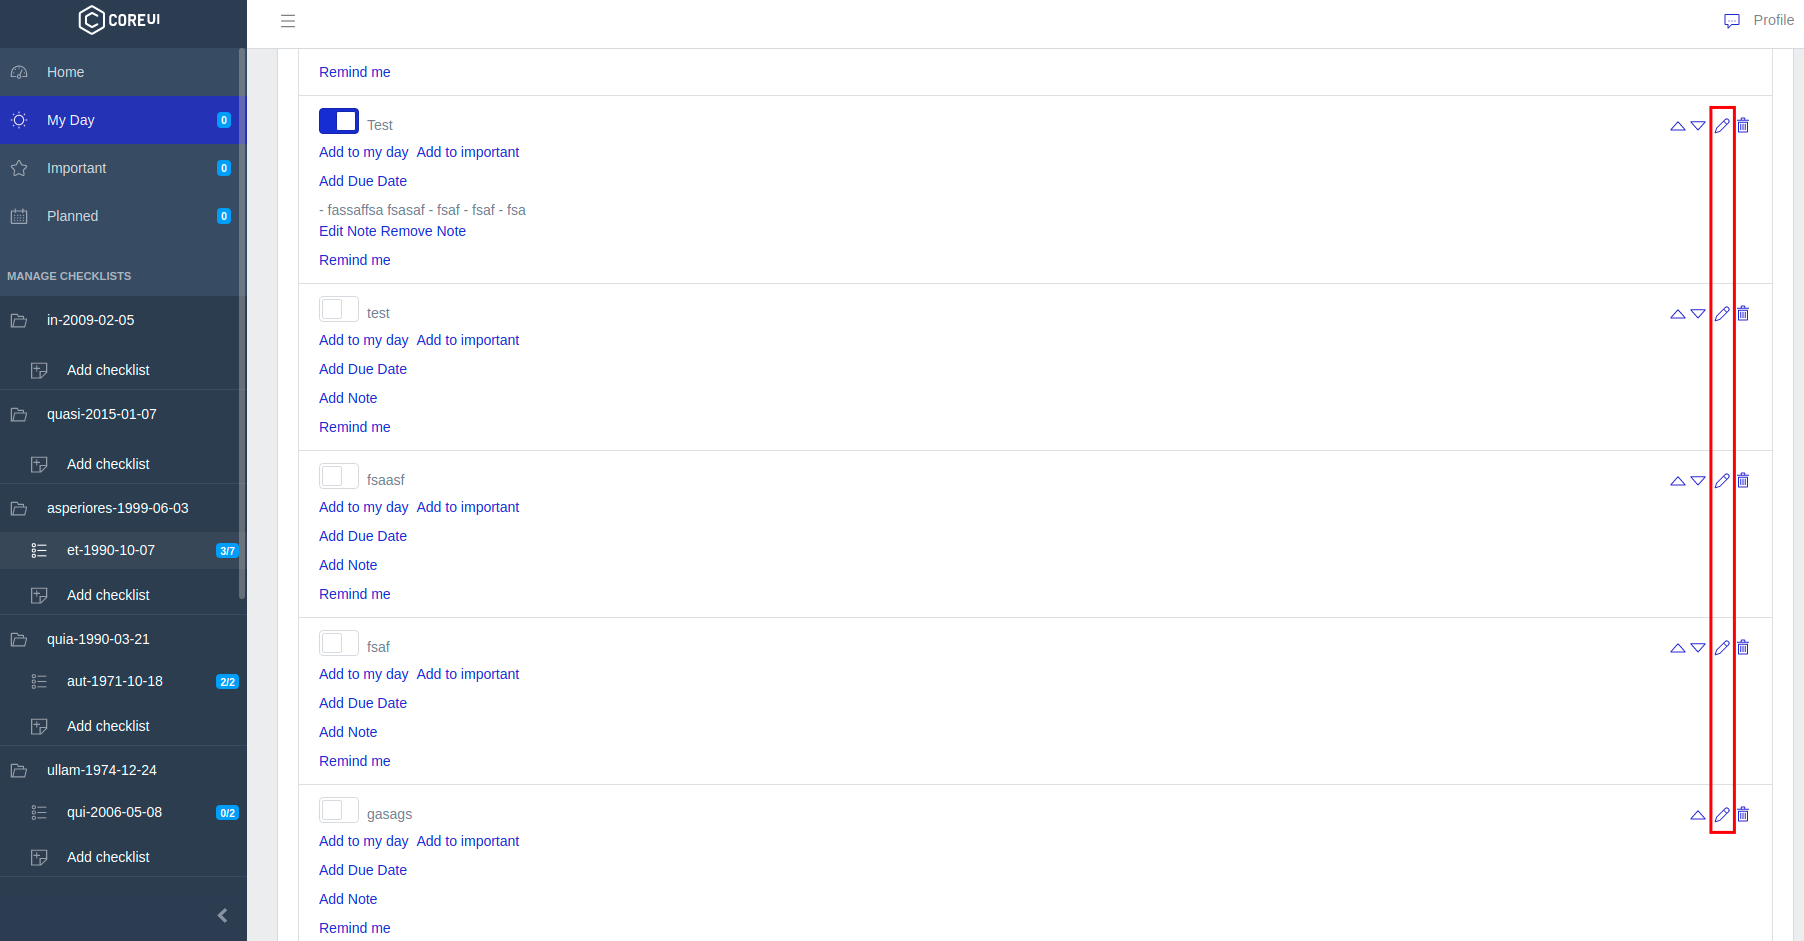 COREUI
Profile
Home
My Day 0
Important 0
Planned 0
MANAGE CHECKLISTS
in-2009-02-05
Add checklist
quasi-2015-01-07
Add checklist
asperiores-1999-06-03
et-1990-10-07 3/7
Add checklist
quia-1990-03-21
aut-1971-10-18 2/2
Add checklist
ullam-1974-12-24
qui-2006-05-08 0/2
Add checklist
Remind me
Test
Add to my day Add to important
Add Due Date
- fassaffsa fsasaf - fsaf - fsaf - fsa
Edit Note Remove Note
Remind me
test
Add to my day Add to important
Add Due Date
Add Note
Remind me
fsaasf
Add to my day Add to important
Add Due Date
Add Note
Remind me
fsaf
Add to my day Add to important
Add Due Date
Add Note
Remind me
gasags
Add to my day Add to important
Add Due Date
Add Note
Remind me